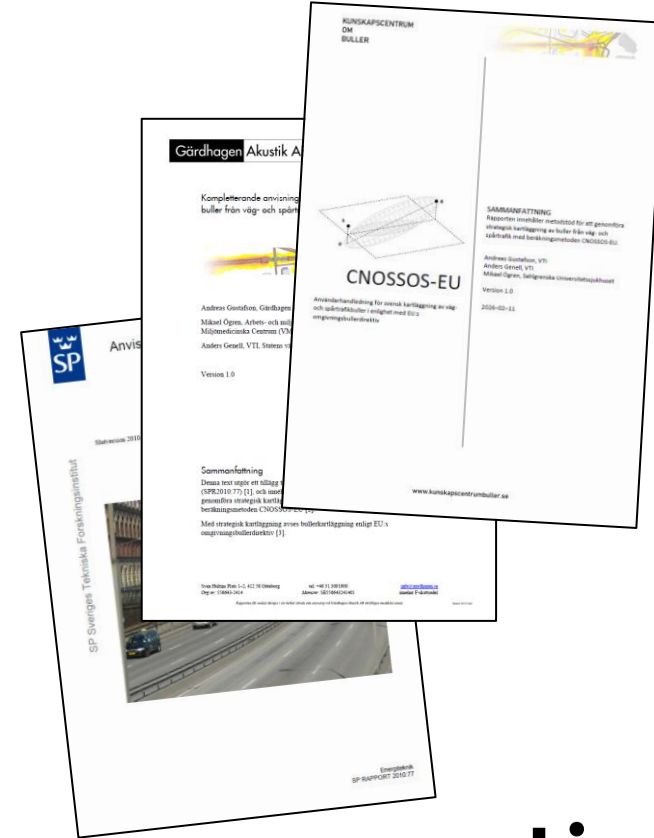 KUNSKAPSCENTRUM
OM
BULLER
CNOSSOS-EU
Användarhandledning för svensk kartläggning av väg-
och spårtrafikbuller i enlighet med EU:s
omgivningsbullerdirektiv
SAMMANFATTNING
Rapporten innehåller metodstöd för att genomföra
strategisk kartläggning av buller från väg- och
spårtrafik med beräkningsmetoden CNOSSOS-EU.
Andreas Gustafson, VTI
Anders Genell, VTI
Mikael Ögren, Sahlgrenska Universitetssjukhuset
Version 1.0
2026-02-11
www.kunskapscentrumbuller.se
Gärdhagen Akustik A
Kompletterande anvisning
buller från väg- och spårt
Andreas Gustafson, Gärdhagen
Mikael Ögren, Arbets- och milj
Miljömedicinska Centrum (VM
Anders Genell, VTI, Statens v
Version 1.0
Sammanfattning
Denna text utgör ett tillägg t
(SPR2010:77) [1], och inneh
genomföra strategisk kartläg
beräkningsmetoden CNOSSOS-EU
Med strategisk kartläggning avses bullerkartläggning enligt EU:s
omgivningsbullerdirektiv [3].
SP
Anvis
Slutversion 2010
SP Sveriges Tekniska Forskningsinstitut
Energiteknik
SP RAPPORT 2010:77